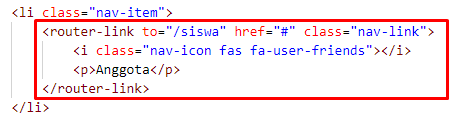 <li class="nav-item">
<router-link to="/siswa" href="#" class="nav-link">
<i class="nav-icon fas fa-user-friends"></i>
<p>Anggota</p>
</router-link>
</li>